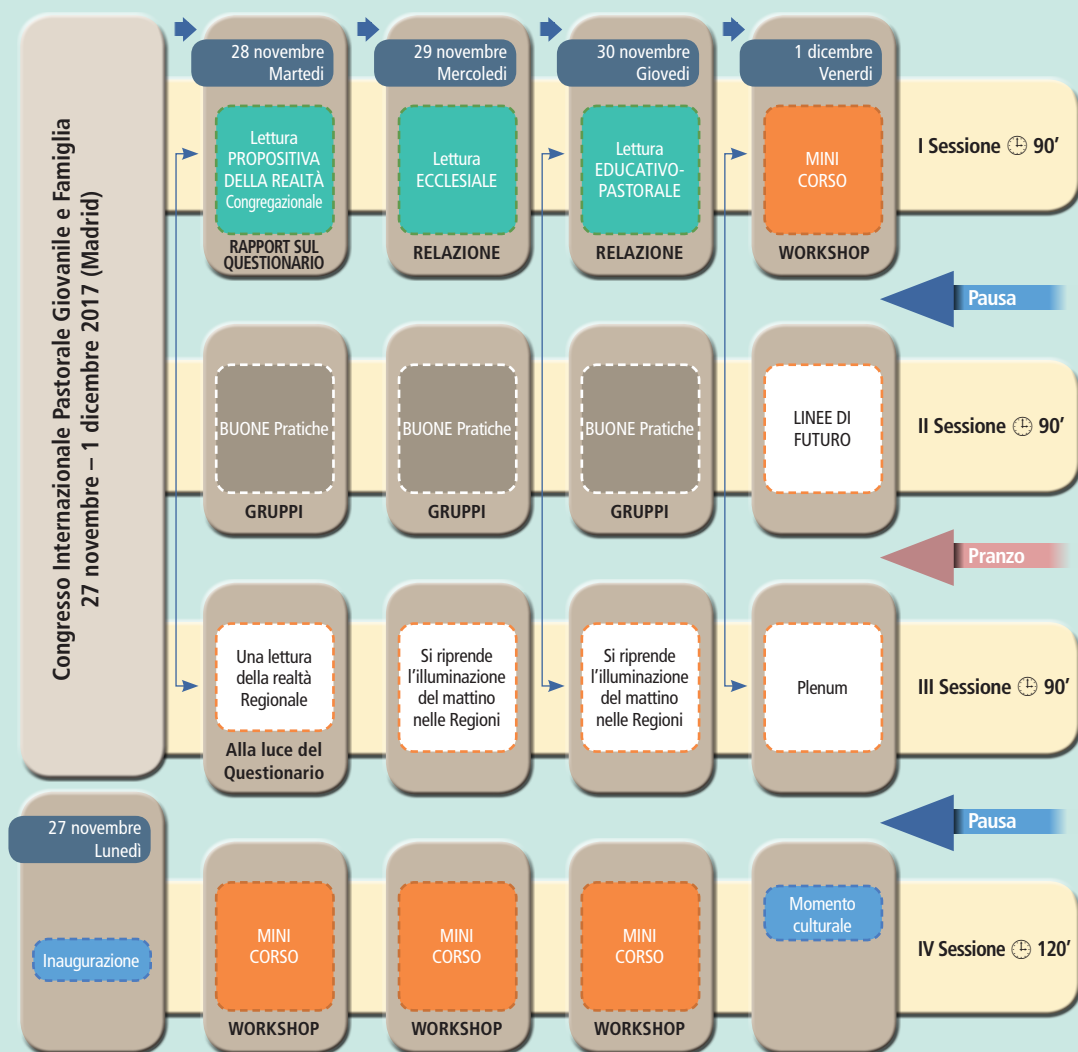 Congresso Internazionale Pastorale Giovanile e Famiglia
27 novembre – 1 dicembre 2017 (Madrid)
28 novembre
Martedi
29 novembre
Mercoledi
30 novembre
Giovedi
1 dicembre
Venerdi
Lettura
PROPOSITIVA
DELLA REALTÀ
Congregazionale
RAPPORT SUL
QUESTIONARIO
Lettura
ECCLESIALE
RELAZIONE
Lettura
EDUCATIVO-
PASTORALE
RELAZIONE
MINI
CORSO
WORKSHOP
I Sessione 90'
Pausa
BUONE Pratiche
GRUPPI
BUONE Pratiche
GRUPPI
BUONE Pratiche
GRUPPI
LINEE DI
FUTURO
II Sessione 90'
Pranzo
Una lettura
della realtà
Regionale
Alla luce del
Questionario
Si riprende
l'illuminazione
del mattino
nelle Regioni
Si riprende
l'illuminazione
del mattino
nelle Regioni
Plenum
III Sessione 90'
Pausa
27 novembre
Lunedì
Inaugurazione
MINI
CORSO
WORKSHOP
MINI
CORSO
WORKSHOP
MINI
CORSO
WORKSHOP
Momento
culturale
IV Sessione 120'